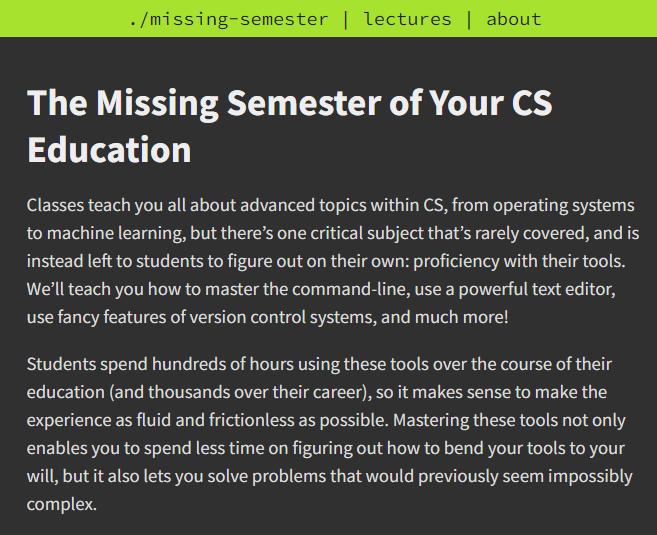 ./missing-semester | lectures | about
The Missing Semester of Your CS
Education
Classes teach you all about advanced topics within CS, from operating systems
to machine learning, but there’s one critical subject that’s rarely covered, and is
instead left to students to figure out on their own: proficiency with their tools.
We’ll teach you how to master the command-line, use a powerful text editor,
use fancy features of version control systems, and much more!
Students spend hundreds of hours using these tools over the course of their
education (and thousands over their career), so it makes sense to make the
experience as fluid and frictionless as possible. Mastering these tools not only
enables you to spend less time on figuring out how to bend your tools to your
will, but it also lets you solve problems that would previously seem impossibly
complex.